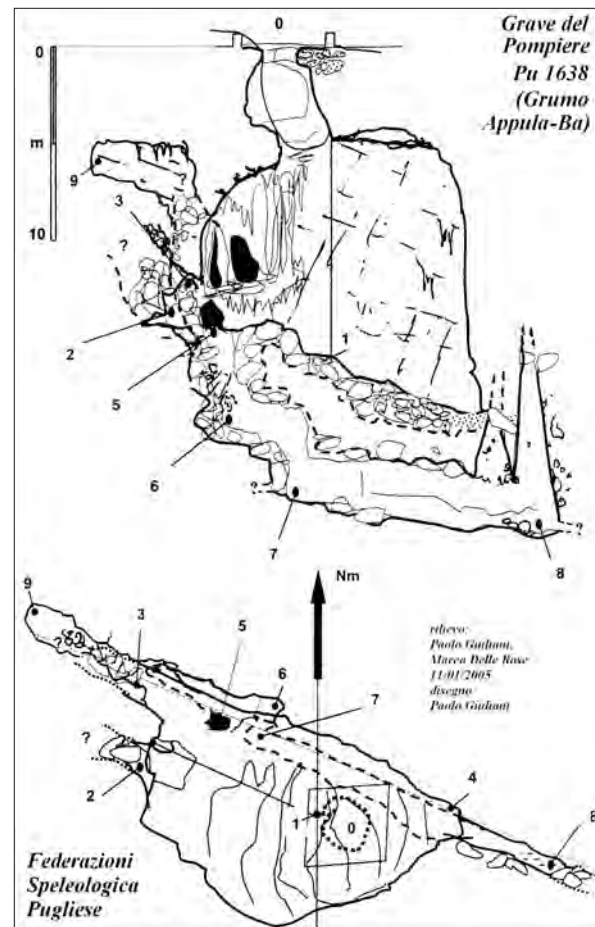 0
Grave del
Pompiere
Pu 1638
(Grumo
Appula-Ba)
0
m
10
9
3
?
2
5
6
1
?
7
8
?
Nm
9
3
5
6
7
?
2
1
0
4
8
rilievo:
Paolo Giuliani,
Marco Delle Rose
11/01/2005
disegno
Paolo Giuliani
Federazioni
Speleologica
Pugliese